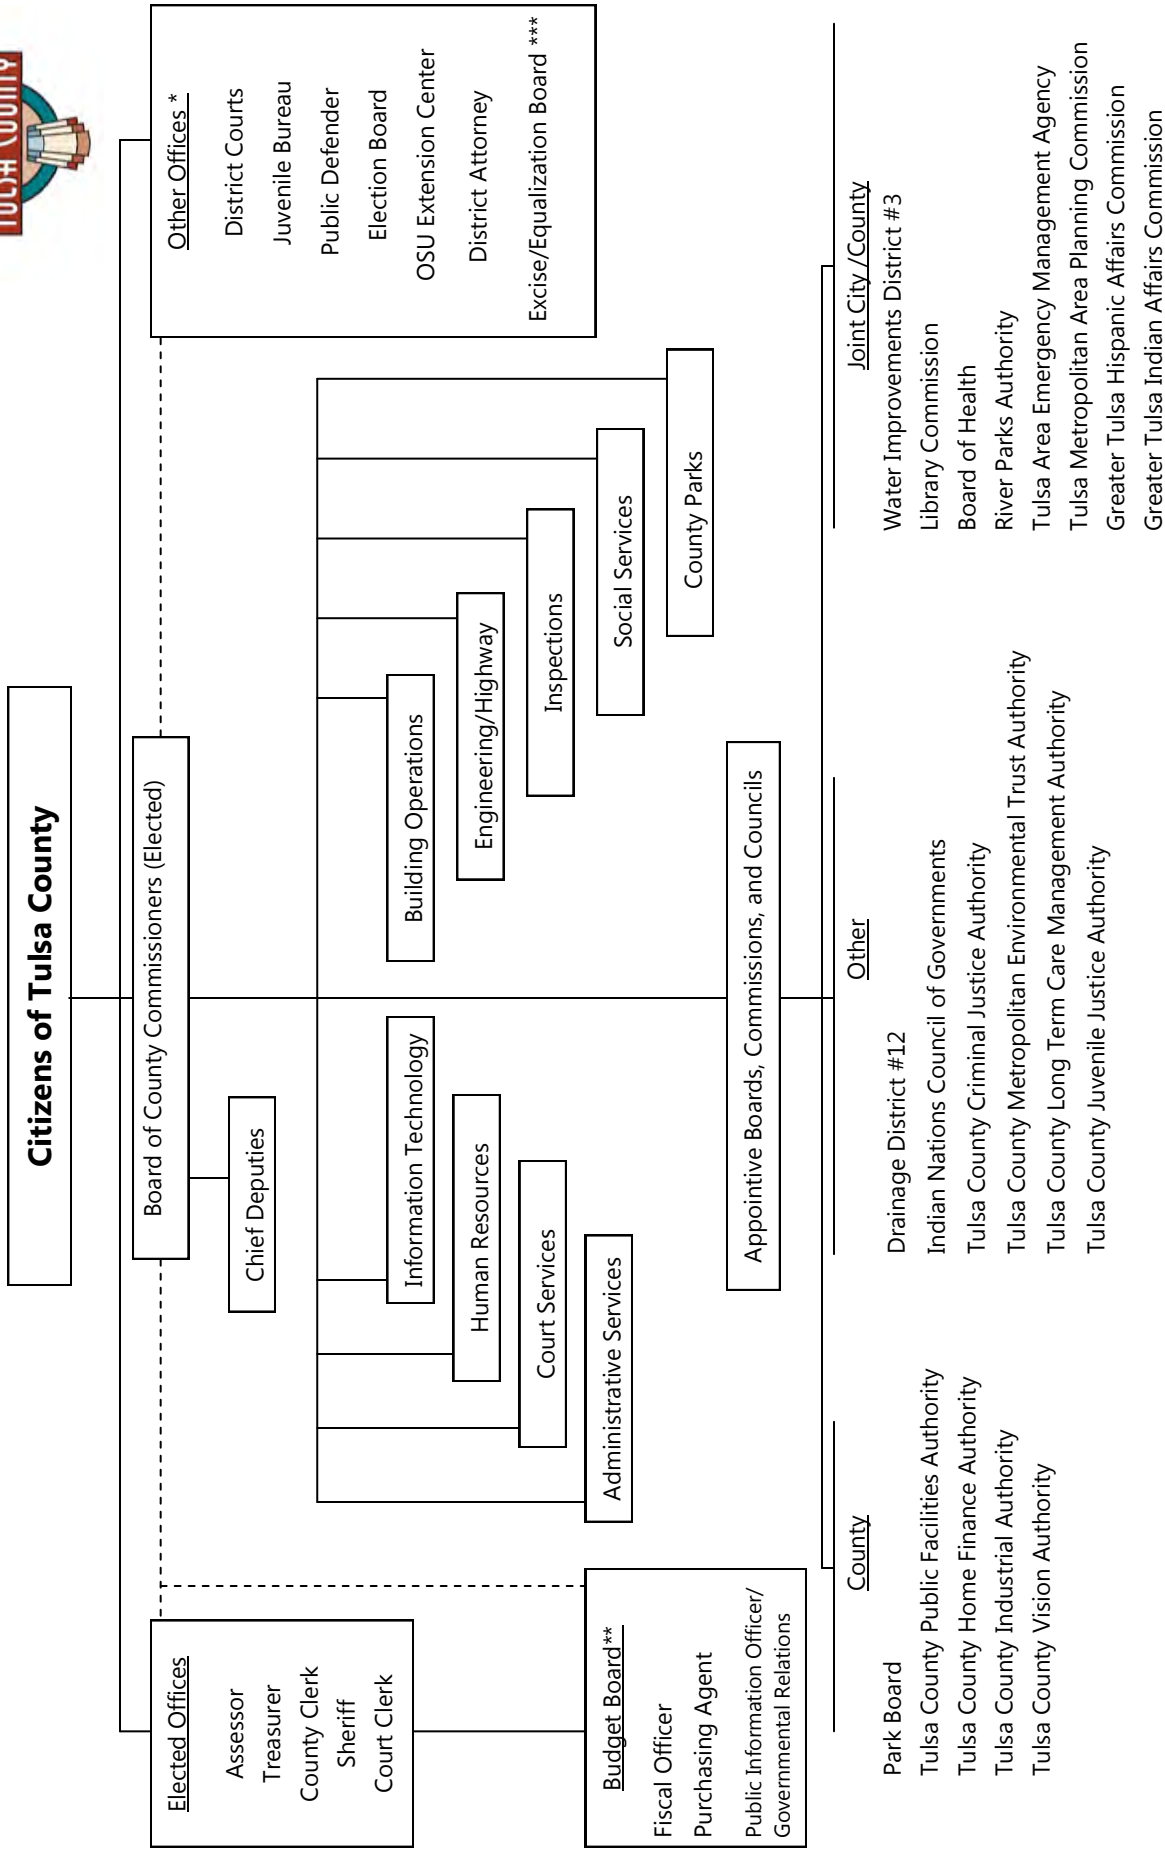 TULSA COUNTY
Citizens of Tulsa County
Board of County Commissioners (Elected)
Chief Deputies
Elected Offices
Assessor
Treasurer
County Clerk
Sheriff
Court Clerk
Other Offices *
District Courts
Juvenile Bureau
Public Defender
Election Board
OSU Extension Center
District Attorney
Excise/Equalization Board ***
Information Technology
Human Resources
Court Services
Administrative Services
Building Operations
Engineering/Highway
Inspections
Social Services
County Parks
Budget Board**
Fiscal Officer
Purchasing Agent
Public Information Officer/
Governmental Relations
Appointive Boards, Commissions, and Councils
County
Park Board
Tulsa County Public Facilities Authority
Tulsa County Home Finance Authority
Tulsa County Industrial Authority
Tulsa County Vision Authority
Other
Drainage District #12
Indian Nations Council of Governments
Tulsa County Criminal Justice Authority
Tulsa County Metropolitan Environmental Trust Authority
Tulsa County Long Term Care Management Authority
Tulsa County Juvenile Justice Authority
Joint City /County
Water Improvements District #3
Library Commission
Board of Health
River Parks Authority
Tulsa Area Emergency Management Agency
Tulsa Metropolitan Area Planning Commission
Greater Tulsa Hispanic Affairs Commission
Greater Tulsa Indian Affairs Commission